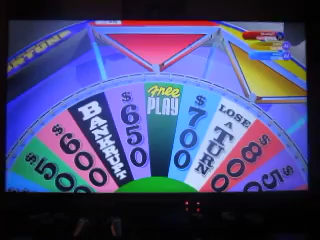 $500
$600
BANKRUPT
$650
Free
PLAY
$700
LOSE
A
TURN
$800